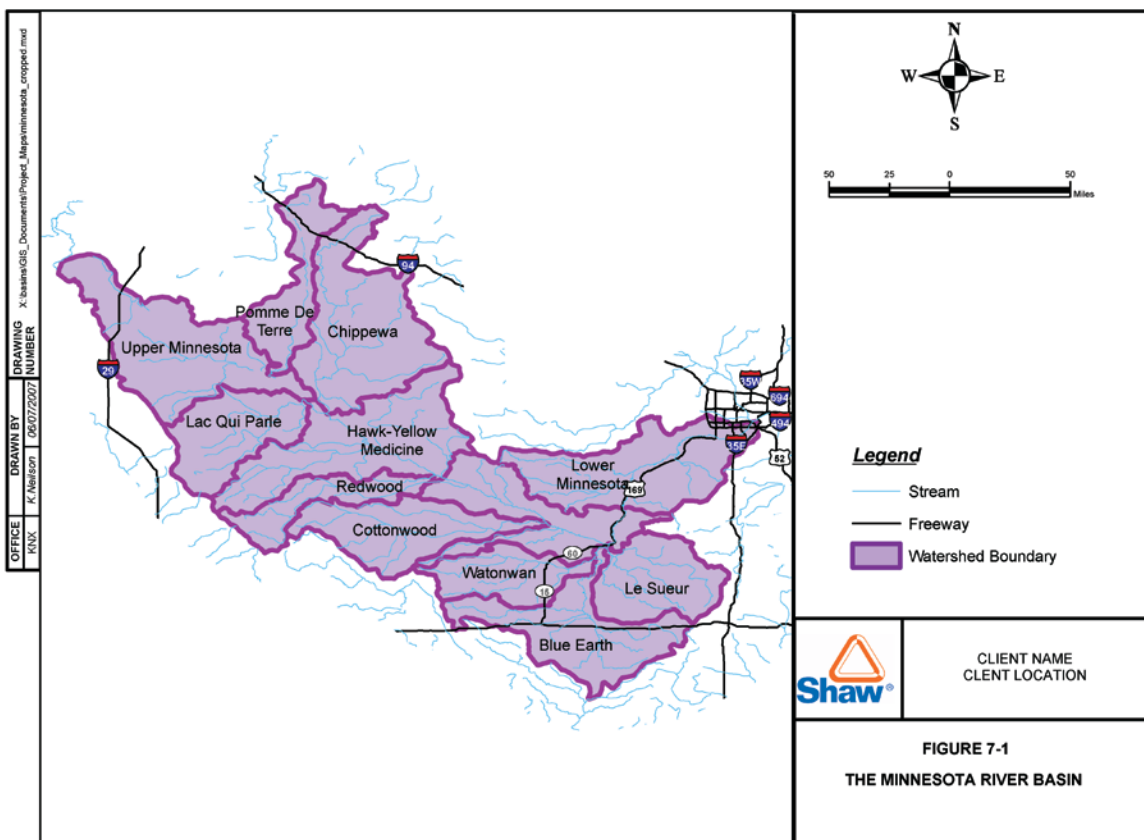 X:\basins\GIS_Documents\Project_Maps\minnesota_cropped.mxd
DRAWING
NUMBER
DRAWN BY
K.Neilson
06/07/2007
OFFICE
KNX
94
29
Pomme De
Terre
Chippewa
Upper Minnesota
Lac Qui Parle
Hawk-Yellow
Medicine
Redwood
Cottonwood
Lower
Minnesota
169
35W
694
494
35E
52
60
Watonwan
15
Le Sueur
Blue Earth
N
W
E
S
50
25
0
50
Miles
Legend
Stream
Freeway
Watershed Boundary
Shaw®
CLIENT NAME
CLENT LOCATION
FIGURE 7-1
THE MINNESOTA RIVER BASIN